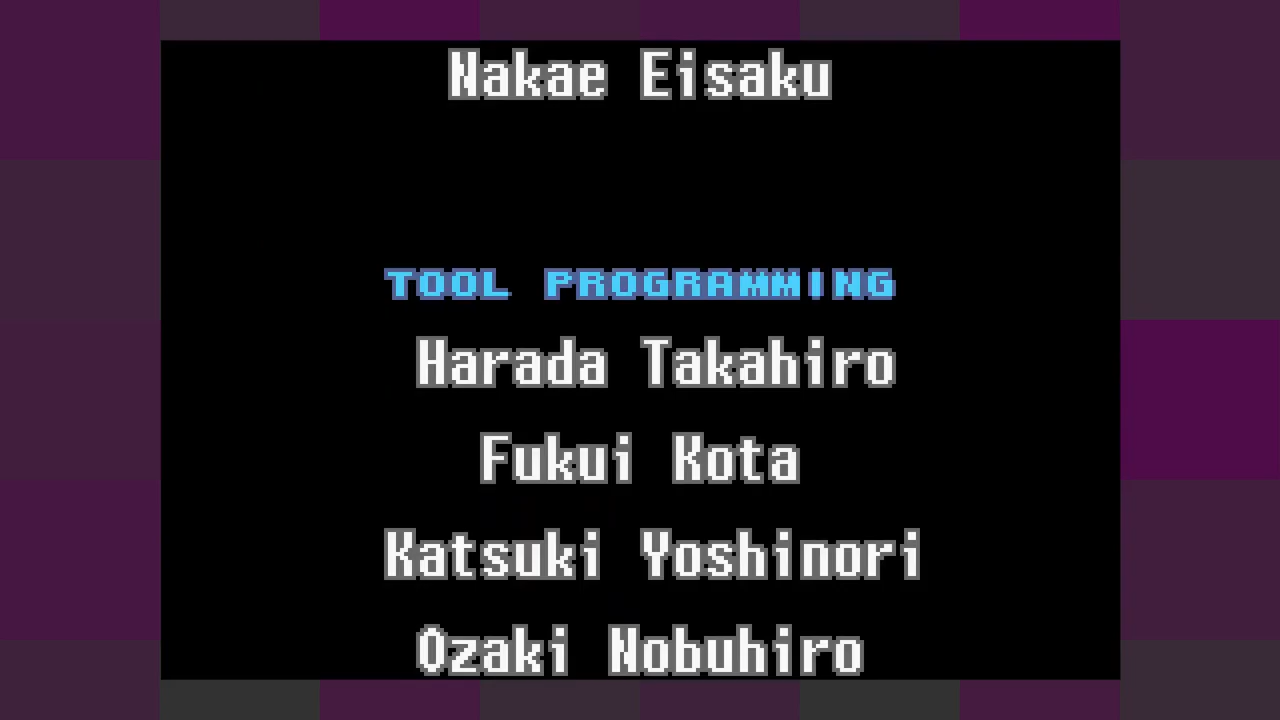 Nakae Eisaku
TOOL PROGRAMMING
Harada Takahiro
Fukui Kota
Katsuki Yoshinori
Ozaki Nobuhiro